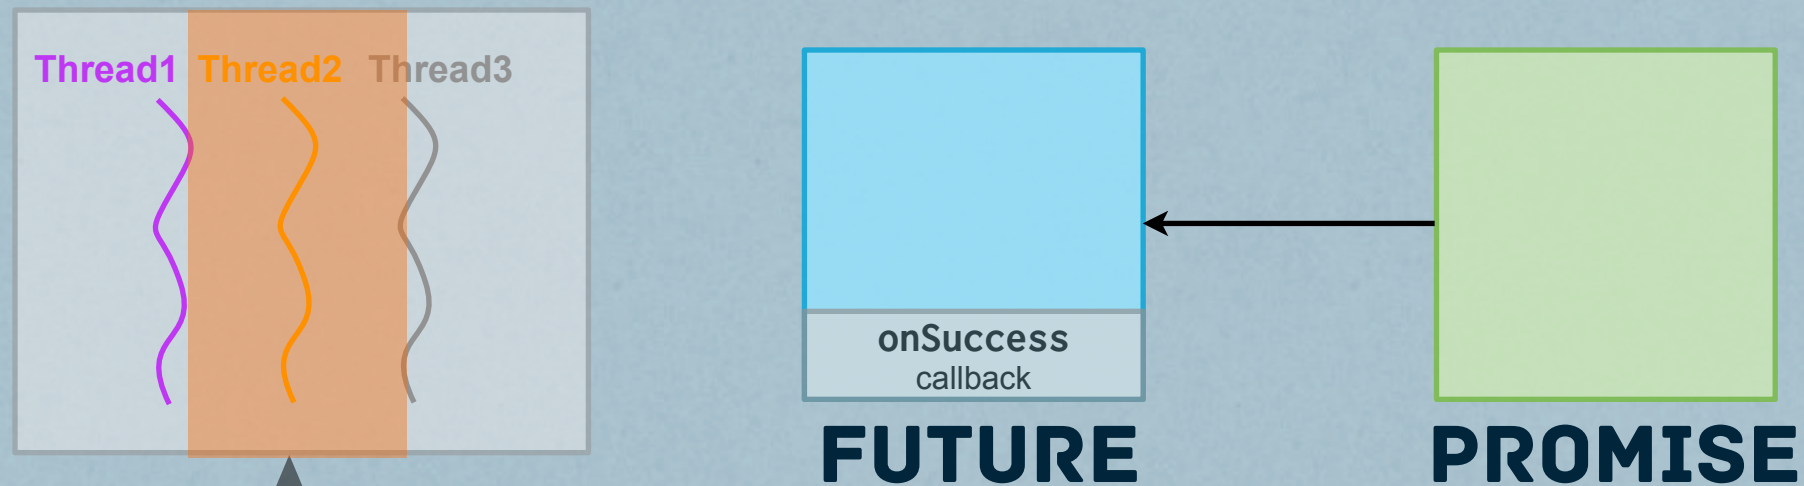 Thread1 Thread2 Thread3
onSuccess
callback
FUTURE
PROMISE